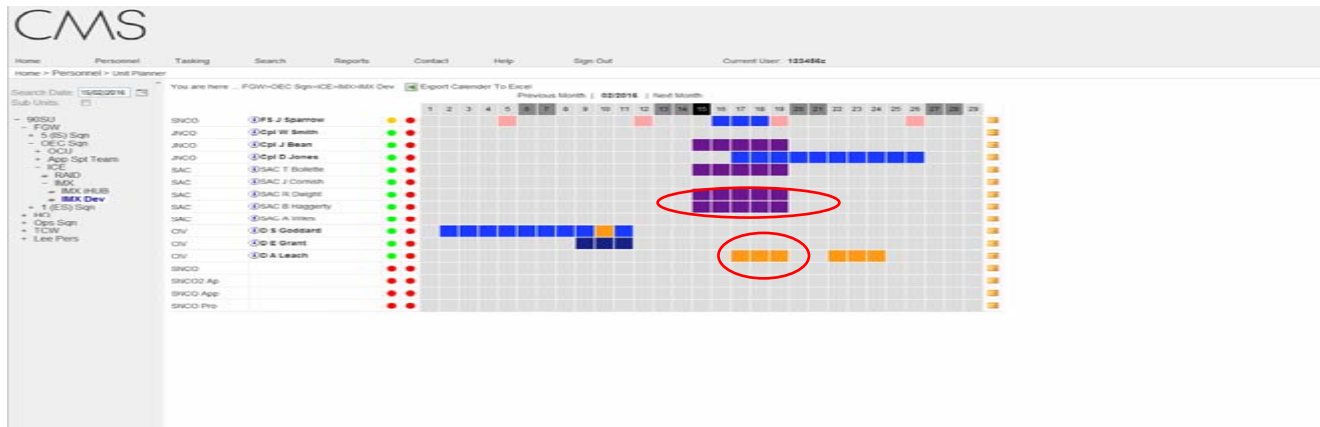 CMS
Home Personnel Tasking Search Reports Contact Help Sign Out Current User: 123456c
Home > Personnel > Unit Planner
Search Date: 15/02/2016 You are here ... FGW>OEC Sqn>ICE>IMX>IMX Dev Export Calender To Excel
Sub Units
Previous Month | 02/2016 | Next Month
1 2 3 4 5 6 7 8 9 10 11 12 13 14 15 16 17 18 19 20 21 22 23 24 25 26 27 28 29
- 90SU
- FGW
+ 5 (IS) Sqn
- OEC Sqn
+ OCU
+ App Spt Team
- ICE
RAID
- IMX
IMX iHUB
IMX Dev
+ 1 (ES) Sqn
+ HQ
+ Ops Sqn
+ TCW
+ Lee Pers
SNCO FS J Sparrow
JNCO Cpl W Smith
JNCO Cpl J Bean
JNCO Cpl D Jones
SAC SAC T Bollette
SAC SAC J Cornish
SAC SAC R Dwight
SAC SAC B Haggerty
SAC SAC A
CIV D S Goddard
CIV D E Grant
CIV D A Leach
SNCO
SNCO2 Ap
SNCO App
SNCO Pro